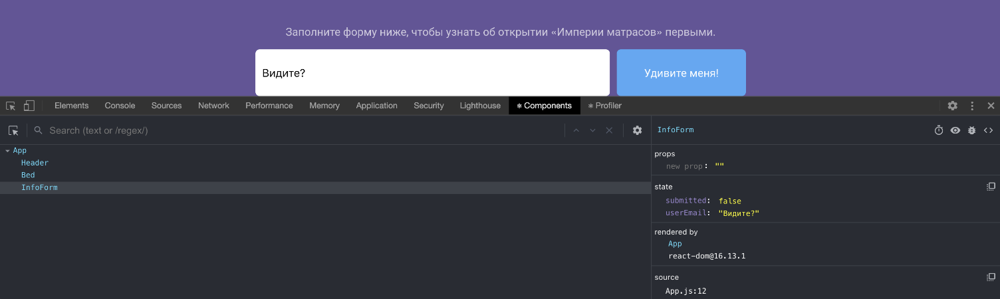 Заполните форму ниже, чтобы узнать об открытии «Империи матрасов» первыми.
Видите? Удивите меня!
Elements Console Sources Network Performance Memory Application Security Lighthouse Components Profiler
Search (text or /regex/)
App
Header
Bed
InfoForm
InfoForm
props
new prop: ""
state
submitted: false
userEmail: "Видите?"
rendered by
App
react-dom@16.13.1
source
App.js:12